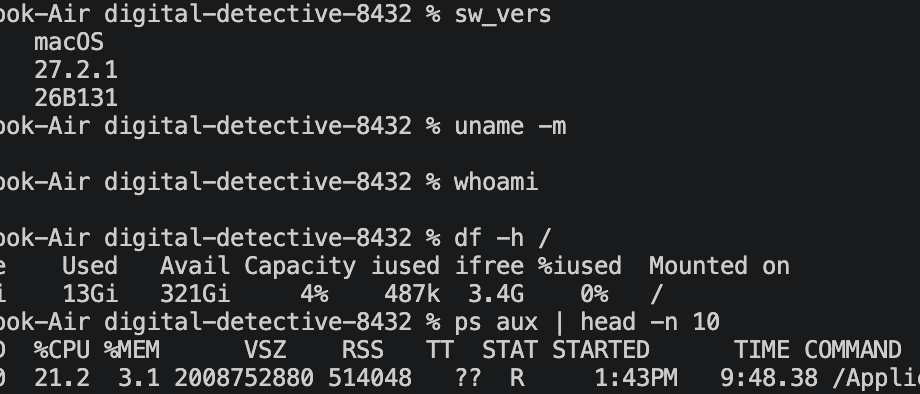 ook-Air digital-detective-8432 % sw_vers
macOS
27.2.1
26B131
ook-Air digital-detective-8432 % uname -m
ook-Air digital-detective-8432 % whoami
ook-Air digital-detective-8432 % df -h /
e Used Avail Capacity iused ifree %iused Mounted on
i 13Gi 321Gi 4% 487k 3.4G 0% /
ook-Air digital-detective-8432 % ps aux | head -n 10
%CPU %MEM VSZ RSS TT STAT STARTED TIME COMMAND
21.2 3.1 2008752880 514048 ?? R 1:43PM 9:48.38 /Applic